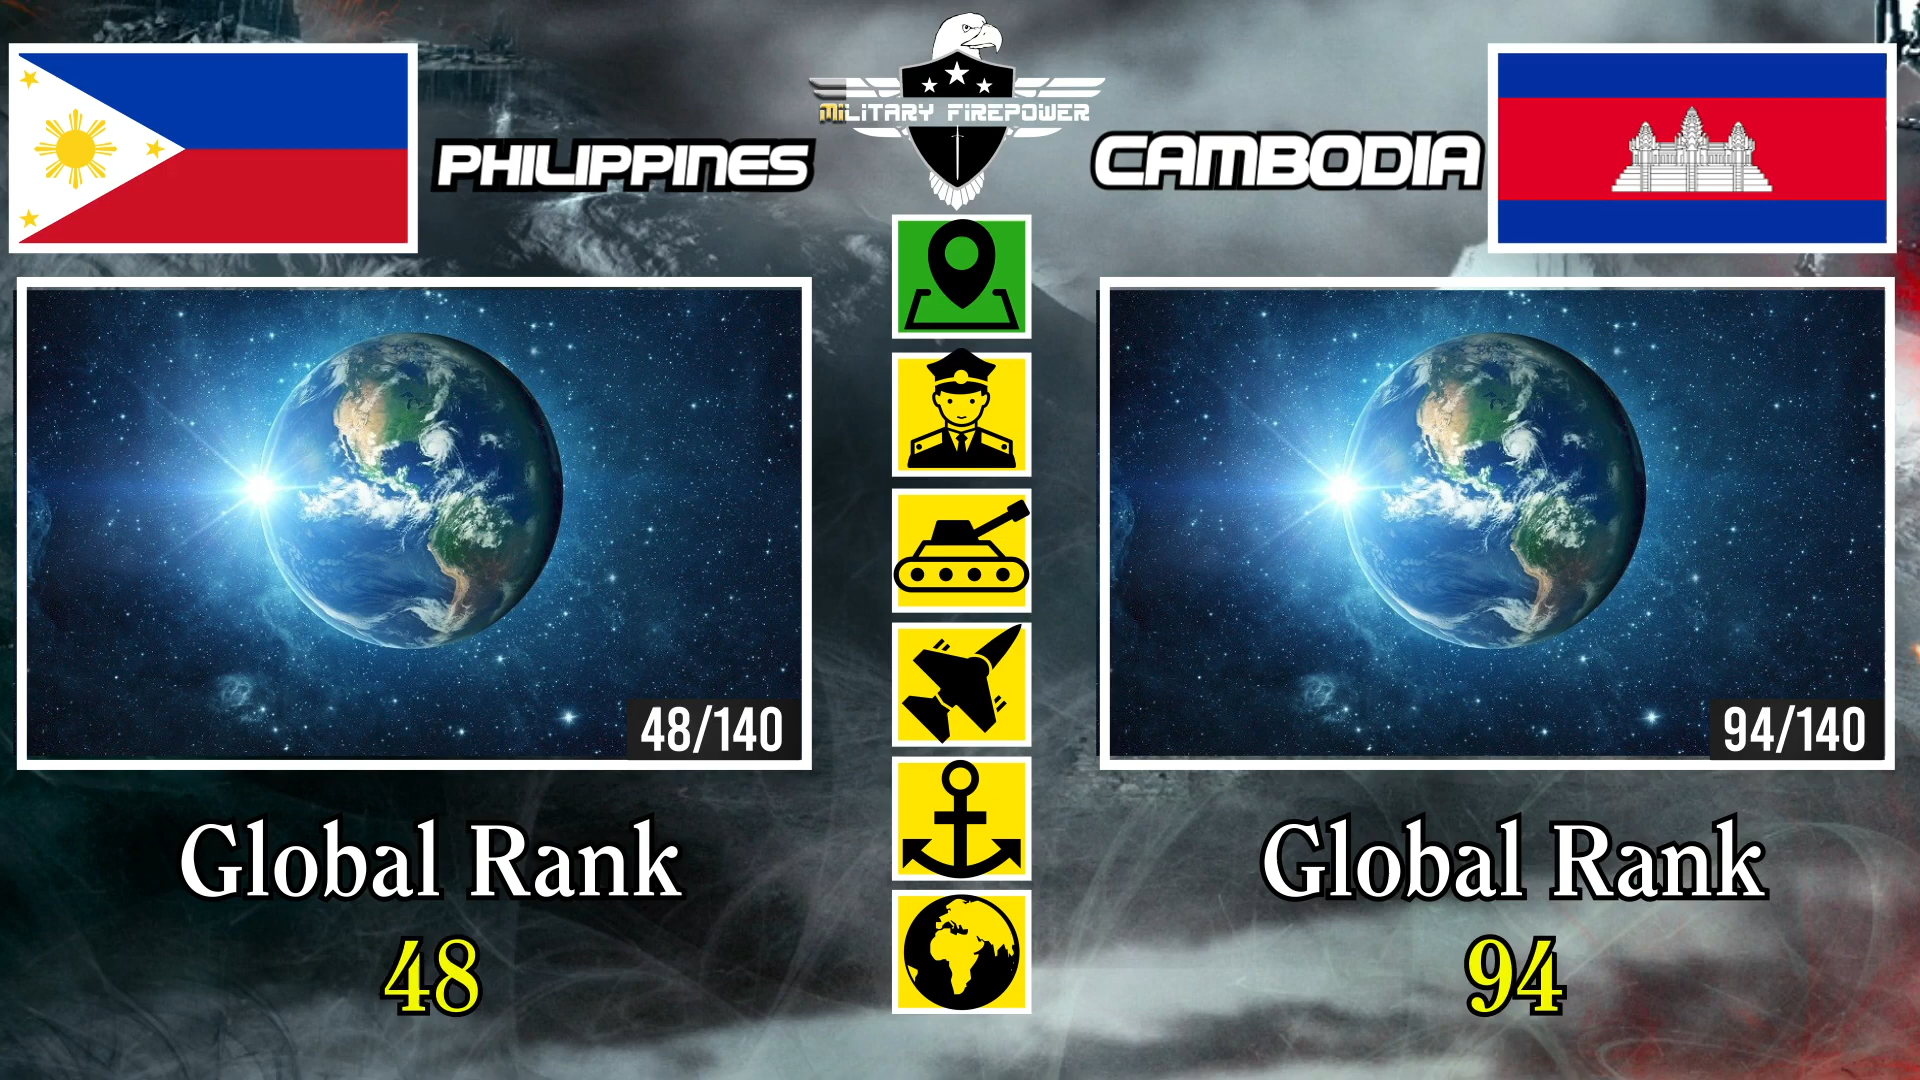 MiLiTARY FiREPOWER
PHILIPPINES
CAMBODIA
48/140
94/140
Global Rank
48
Global Rank
94